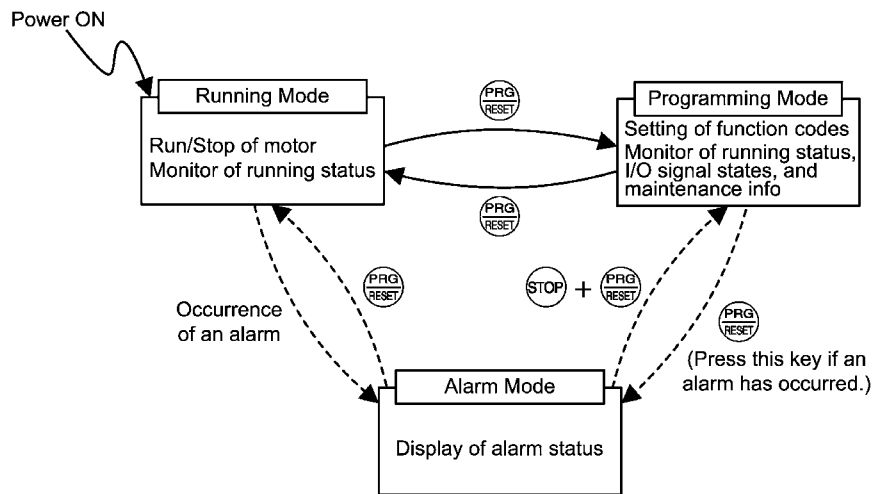 Power ON
Running Mode
Run/Stop of motor
Monitor of running status
PRG
RESET
PRG
RESET
Programming Mode
Setting of function codes
Monitor of running status,
I/O signal states, and
maintenance info
Occurrence
of an alarm
PRG
RESET
STOP + PRG
RESET
PRG
RESET
(Press this key if an
alarm has occurred.)
Alarm Mode
Display of alarm status